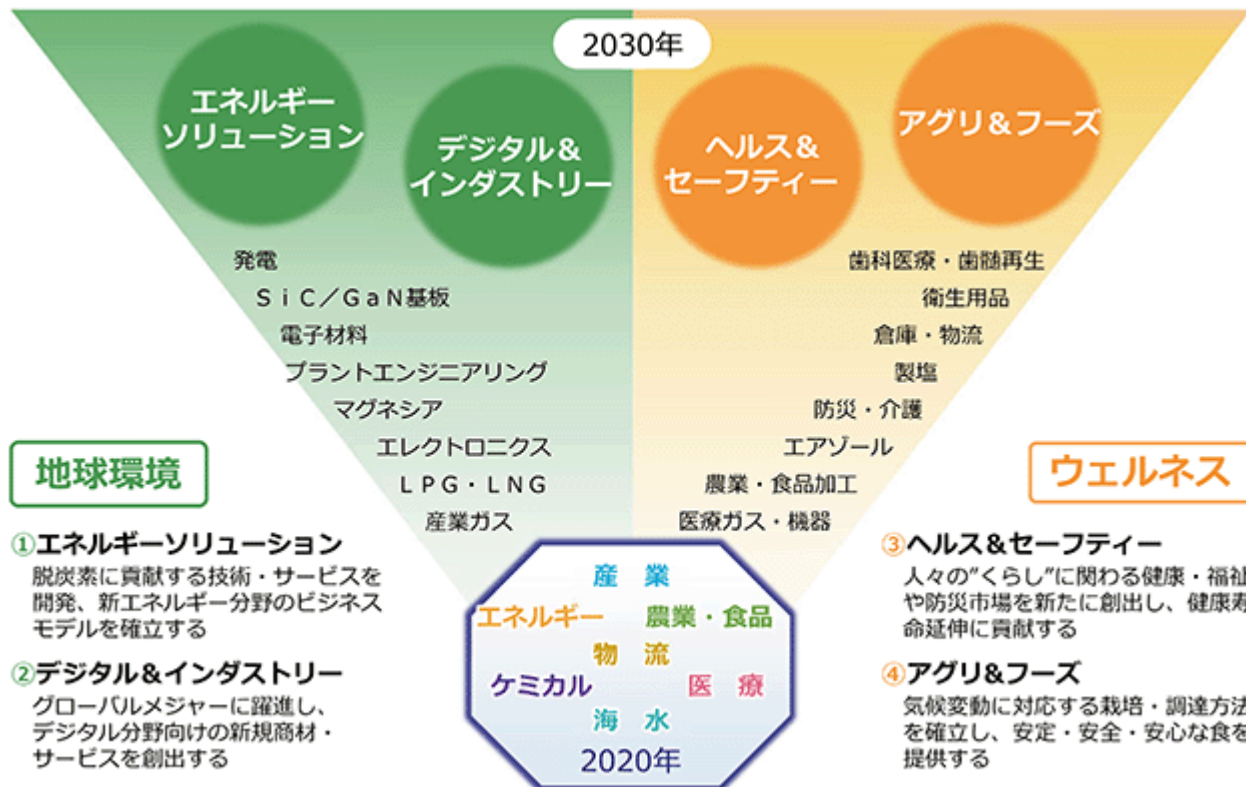 2030年
エネルギー
ソリューション
デジタル＆
インダストリー
ヘルス＆
セーフティー
アグリ＆フーズ
発電
ＳｉＣ／ＧａＮ基板
電子材料
プラントエンジニアリング
マグネシア
エレクトロニクス
ＬＰＧ・ＬＮＧ
産業ガス
歯科医療・歯髄再生
衛生用品
倉庫・物流
製塩
防災・介護
エアゾール
農業・食品加工
医療ガス・機器
地球環境
①エネルギーソリューション
脱炭素に貢献する技術・サービスを
開発、新エネルギー分野のビジネス
モデルを確立する
②デジタル＆インダストリー
グローバルメジャーに躍進し、
デジタル分野向けの新規商材・
サービスを創出する
産 業
エネルギー 農業・食品
物 流
ケミカル 医 療
海 水
2020年
ウェルネス
③ヘルス＆セーフティー
人々の"くらし"に関わる健康・福祉
や防災市場を新たに創出し、健康寿
命延伸に貢献する
④アグリ&フーズ
気候変動に対応する栽培・調達方法
を確立し、安定・安全・安心な食を
提供する